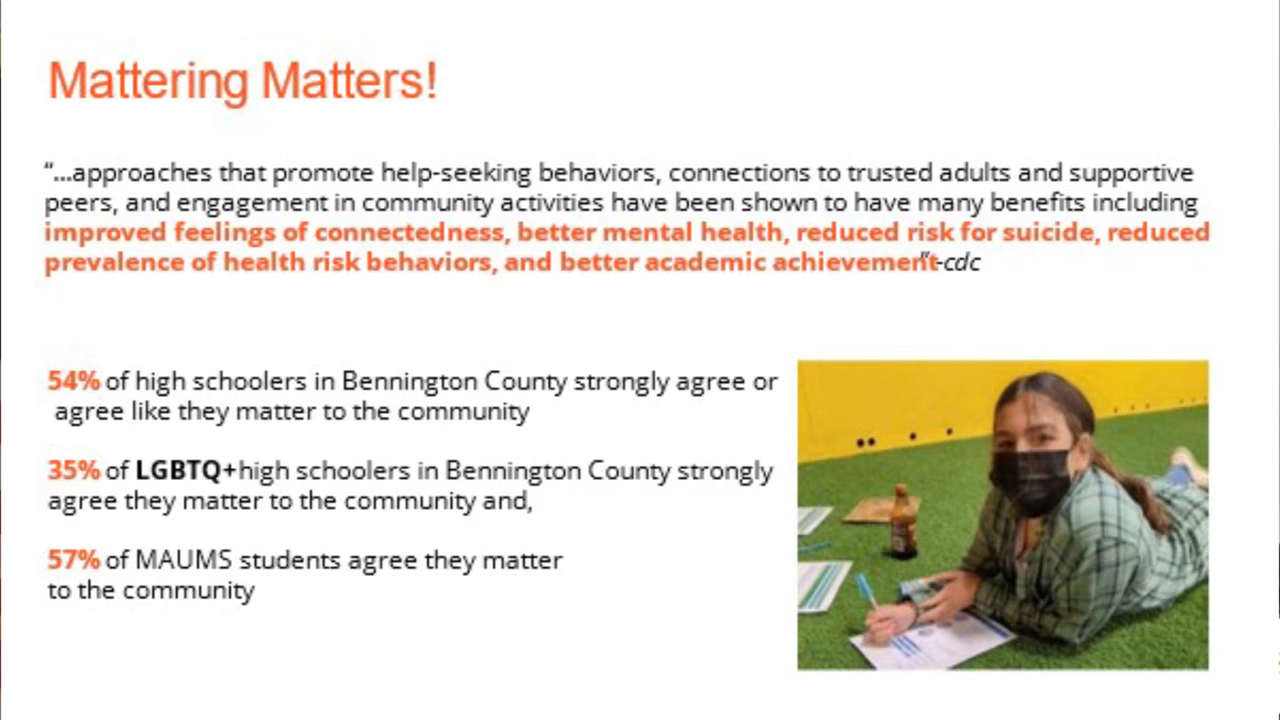 Mattering Matters!
“...approaches that promote help-seeking behaviors, connections to trusted adults and supportive
peers, and engagement in community activities have been shown to have many benefits including
improved feelings of connectedness, better mental health, reduced risk for suicide, reduced
prevalence of health risk behaviors, and better academic achievement“-cdc
54% of high schoolers in Bennington County strongly agree or
agree like they matter to the community
35% of LGBTQ+high schoolers in Bennington County strongly
agree they matter to the community and,
57% of MAUMS students agree they matter
to the community